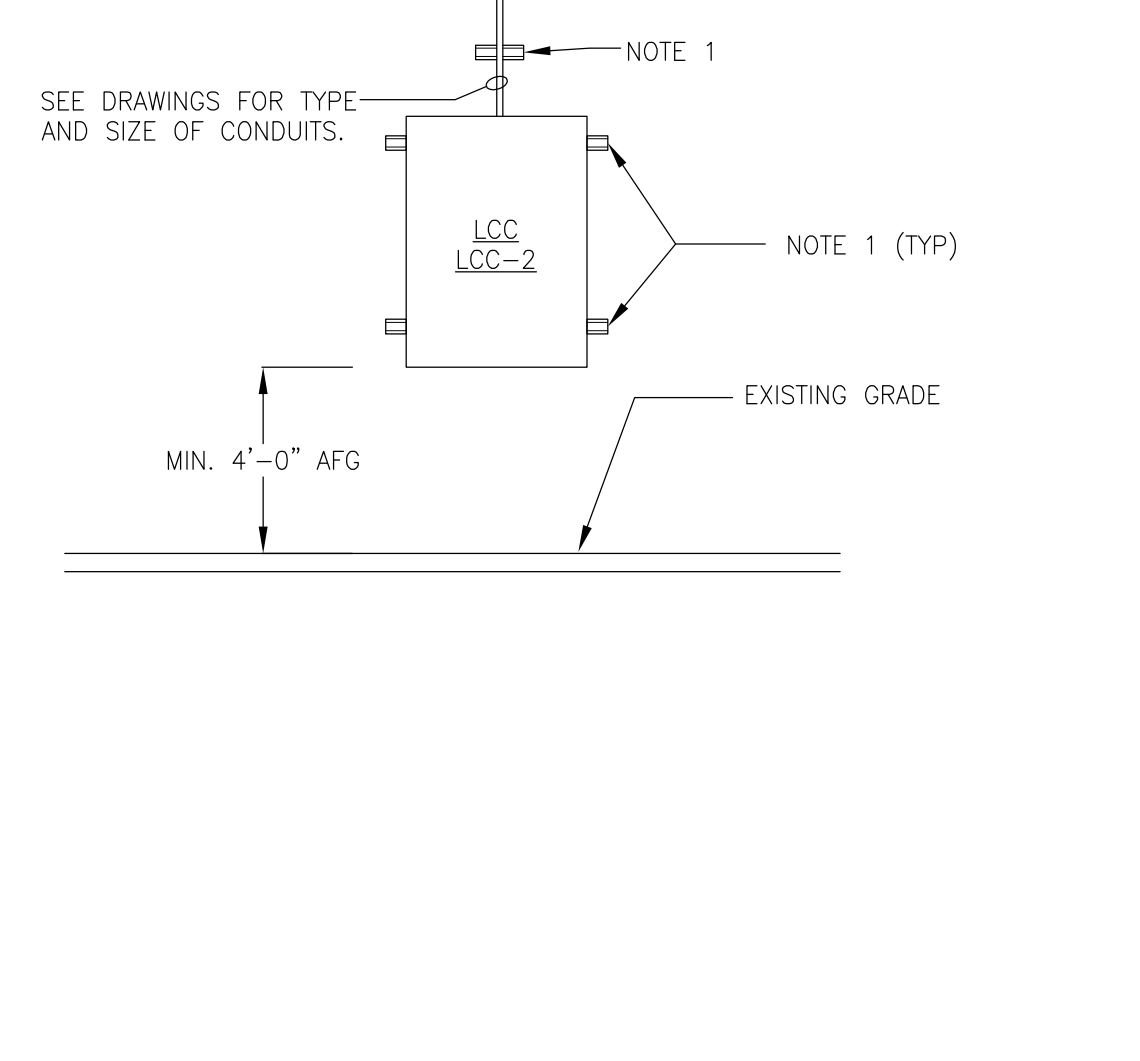 NOTE 1
SEE DRAWINGS FOR TYPE
AND SIZE OF CONDUITS.
LCC
LCC-2
NOTE 1 (TYP)
EXISTING GRADE
MIN. 4'-0" AFG